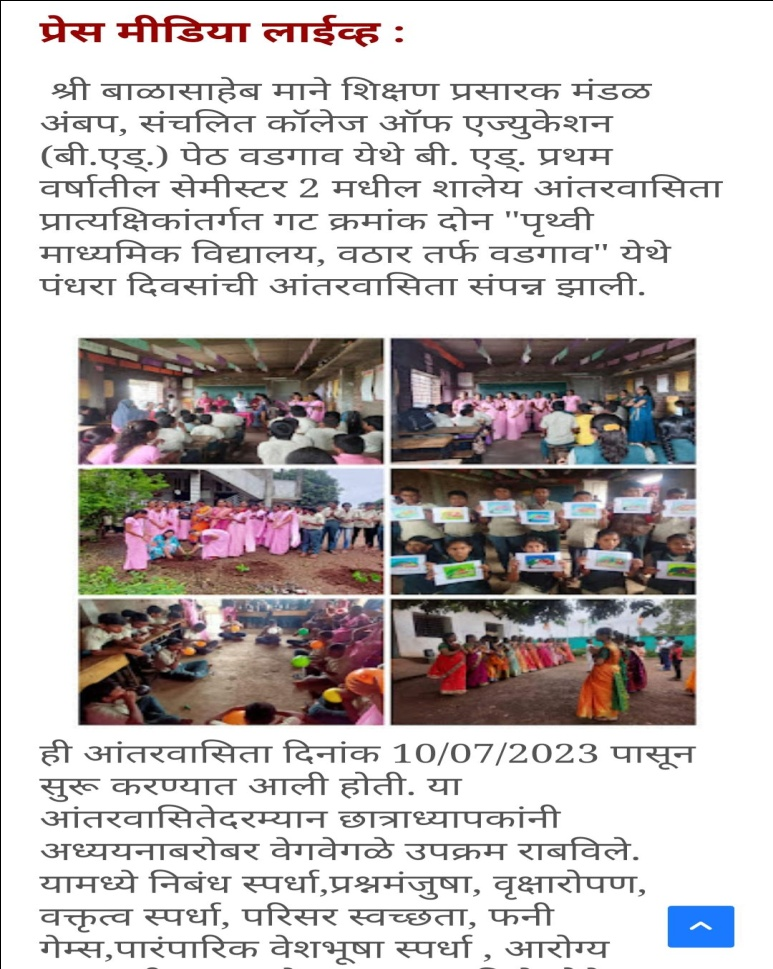 प्रेस मीडिया लाईव्ह :
श्री बाळासाहेब माने शिक्षण प्रसारक मंडळ
अंबप, संचलित कॉलेज ऑफ एज्युकेशन
(बी.एड्.) पेठ वडगाव येथे बी. एड्. प्रथम
वर्षातील सेमीस्टर 2 मधील शालेय आंतरवासिता
प्रात्यक्षिकांतर्गत गट क्रमांक दोन "पृथ्वी
माध्यमिक विद्यालय, वठार तर्फ वडगाव" येथे
पंधरा दिवसांची आंतरवासिता संपन्न झाली.
ही आंतरवासिता दिनांक 10/07/2023 पासून
सुरू करण्यात आली होती. या
आंतरवासितेदरम्यान छात्राध्यापकांनी
अध्ययनाबरोबर वेगवेगळे उपक्रम राबविले.
यामध्ये निबंध स्पर्धा,प्रश्नमंजुषा, वृक्षारोपण,
वक्तृत्व स्पर्धा, परिसर स्वच्छता, फनी
गेम्स,पारंपारिक वेशभूषा स्पर्धा , आरोग्य